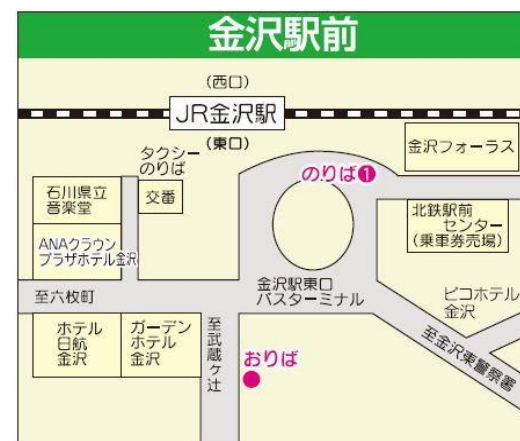 金沢駅前
(西口)
JR金沢駅
(東口)
タクシー
のりば
交番
石川県立
音楽堂
ANAクラウン
プラザホテル金沢
のりば❶
金沢フォーラス
北鉄駅前
センター
(乗車券売場)
金沢駅東口
バスターミナル
ビコホテル
金沢
至六枚町
ホテル
日航
金沢
ガーデン
ホテル
金沢
至武蔵ヶ辻
おりば
至金沢東警察署